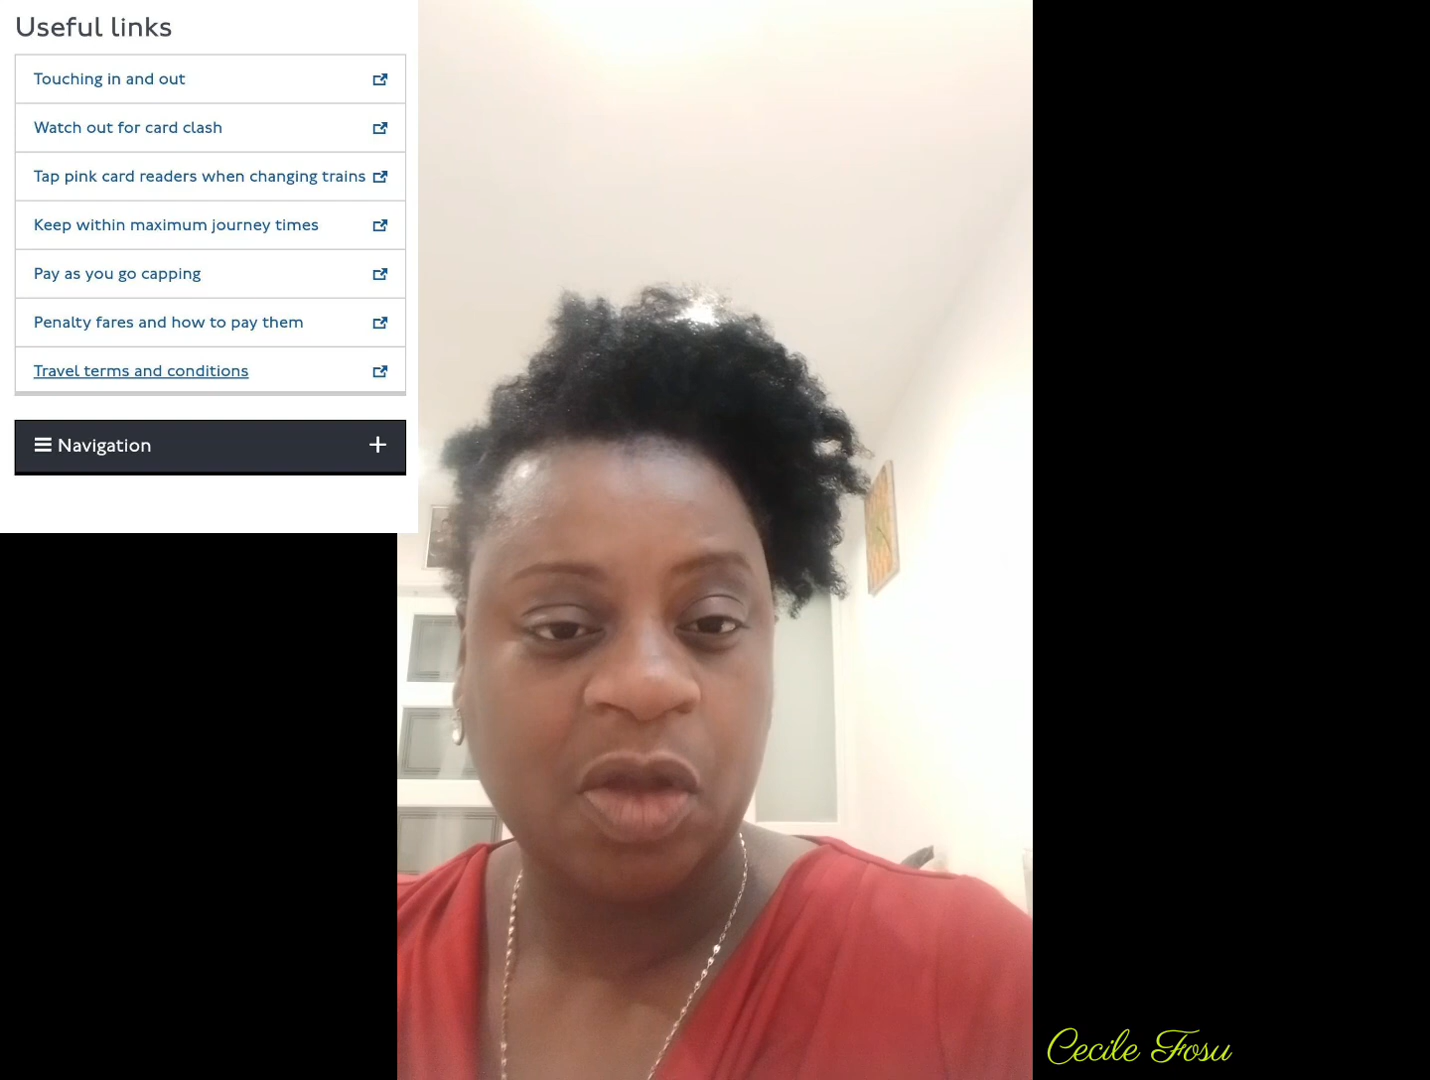 Useful links
Touching in and out
Watch out for card clash
Tap pink card readers when changing trains
Keep within maximum journey times
Pay as you go capping
Penalty fares and how to pay them
Travel terms and conditions
Navigation
Cecile Fosu